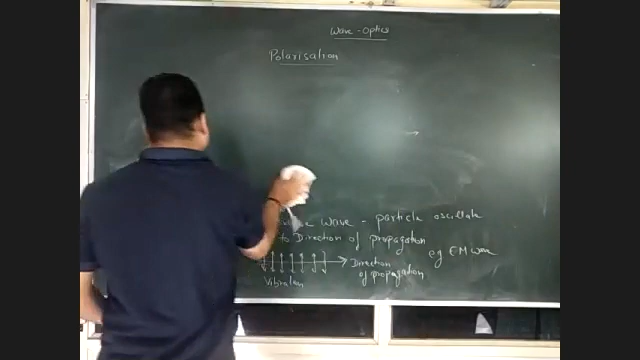 Wave-Optics
Polarisation
wave - particle oscillate
to Direction of propagation
eg EM wave
Direction
of propagation
Vibration